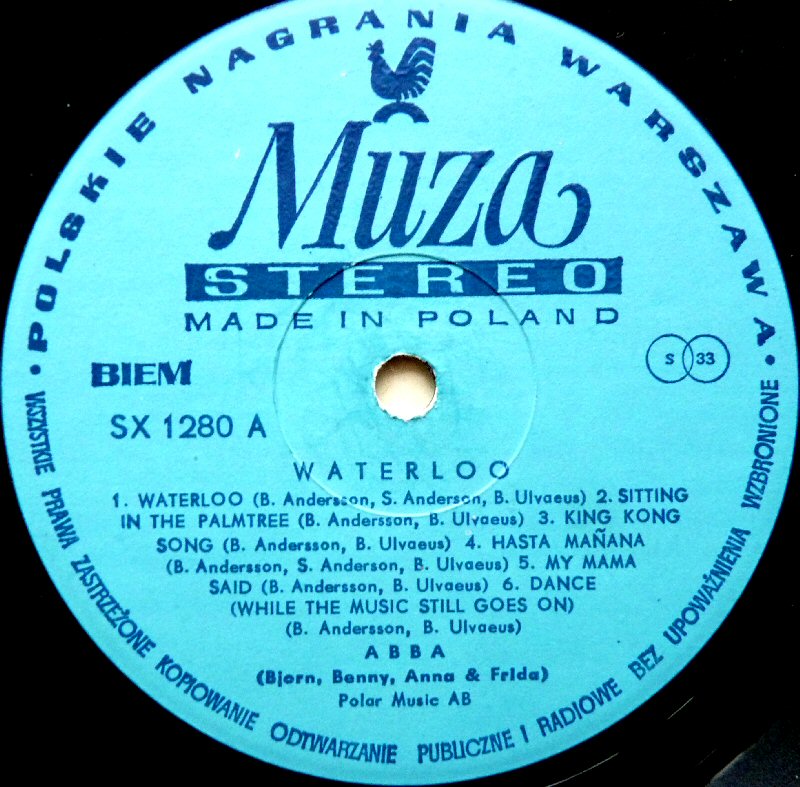 • POLSKIE NAGRANIA WARSZAWA •
Muza
STEREO
MADE IN POLAND
BIEM
S 33
SX 1280 A
WATERLOO
1. WATERLOO (B. Andersson, S. Anderson, B. Ulvaeus) 2. SITTING
IN THE PALMTREE (B. Andersson, B. Ulvaeus) 3. KING KONG
SONG (B. Andersson, B. Ulvaeus) 4. HASTA MAÑANA
(B. Andersson, S. Anderson, B. Ulvaeus) 5. MY MAMA
SAID (B. Andersson, B. Ulvaeus) 6. DANCE
(WHILE THE MUSIC STILL GOES ON)
(B. Andersson, B. Ulvaeus)
ABBA
(Bjorn, Benny, Anna & Frida)
Polar Music AB
WSZYSTKIE PRAWA ZASTRZEŻONE KOPIOWANIE ODTWARZANIE PUBLICZNE I RADIOWE BEZ UPOWAŻNIENIA WZBRONIONE